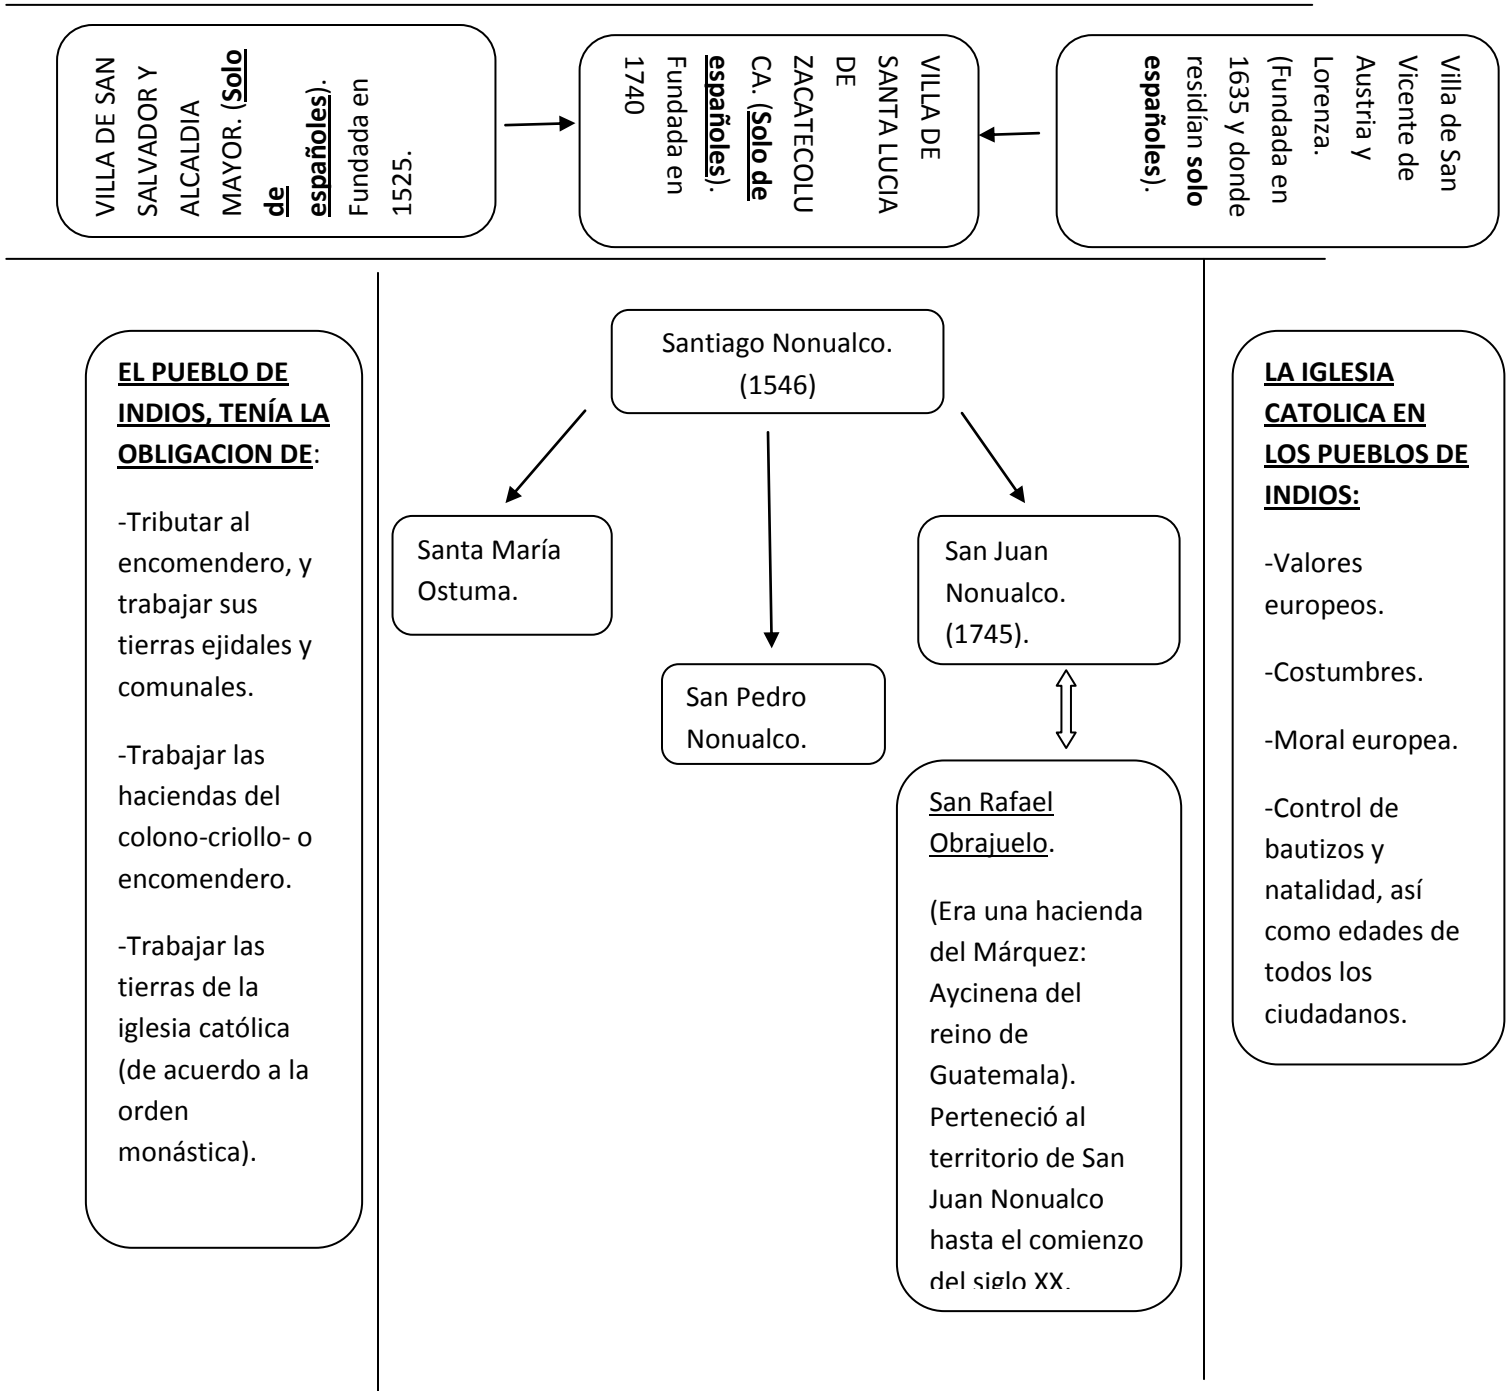 VILLA DE SAN
SALVADOR Y
ALCALDIA
MAYOR. (Solo
de
españoles).
Fundada en
1525.
VILLA DE
SANTA LUCIA
DE
ZACATECOLU
CA. (Solo de
españoles).
Fundada en
1740
Villa de San
Vicente de
Austria y
Lorenza.
(Fundada en
1635 y donde
residían solo
españoles).
EL PUEBLO DE
INDIOS, TENÍA LA
OBLIGACION DE:
-Tributar al
encomendero, y
trabajar sus
tierras ejidales y
comunales.
-Trabajar las
haciendas del
colono-criollo- o
encomendero.
-Trabajar las
tierras de la
iglesia católica
(de acuerdo a la
orden
monástica).
Santiago Nonualco.
(1546)
Santa María
Ostuma.
San Pedro
Nonualco.
San Juan
Nonualco.
(1745).
San Rafael
Obrajuelo.
(Era una hacienda
del Márquez:
Aycinena del
reino de
Guatemala).
Perteneció al
territorio de San
Juan Nonualco
hasta el comienzo
del siglo XX.
LA IGLESIA
CATOLICA EN
LOS PUEBLOS DE
INDIOS:
-Valores
europeos.
-Costumbres.
-Moral europea.
-Control de
bautizos y
natalidad, así
como edades de
todos los
ciudadanos.